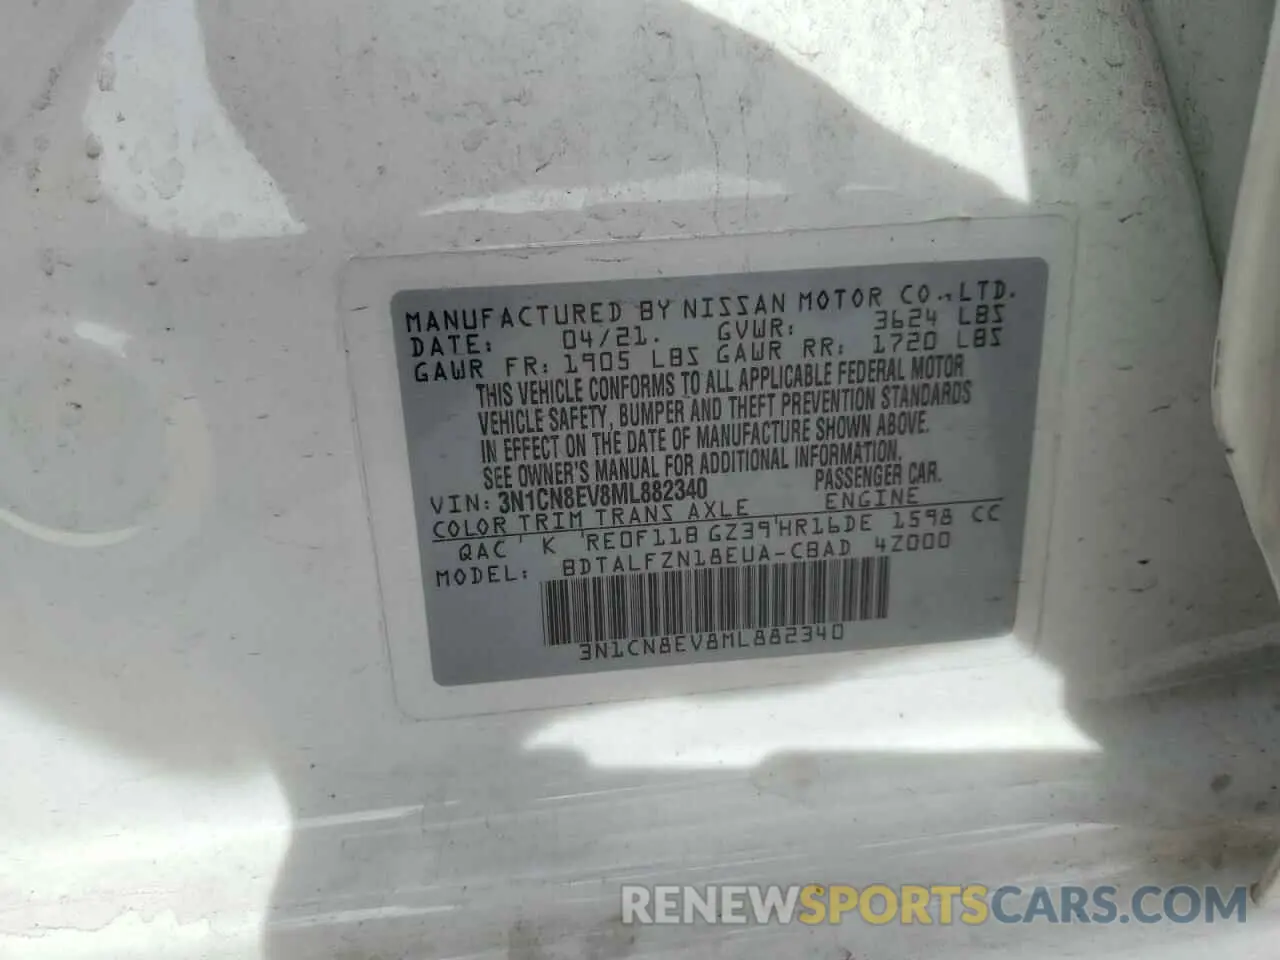 MANUFACTURED BY NISSAN MOTOR CO.,LTD.
DATE: 04/21. GVWR: 3624 LBS
GAWR FR: 1905 LBS GAWR RR: 1720 LBS
THIS VEHICLE CONFORMS TO ALL APPLICABLE FEDERAL MOTOR
VEHICLE SAFETY, BUMPER AND THEFT PREVENTION STANDARDS
IN EFFECT ON THE DATE OF MANUFACTURE SHOWN ABOVE.
SEE OWNER'S MANUAL FOR ADDITIONAL INFORMATION.
VIN: 3N1CN8EV8ML882340 PASSENGER CAR.
COLOR TRIM TRANS AXLE ENGINE
QAC K RE0F11B GZ39 HR16DE 1598 CC
MODEL: BDTALFZN18EUA-CBAD 4Z000
3N1CN8EV8ML882340
RENEWSPORTSCARS.COM